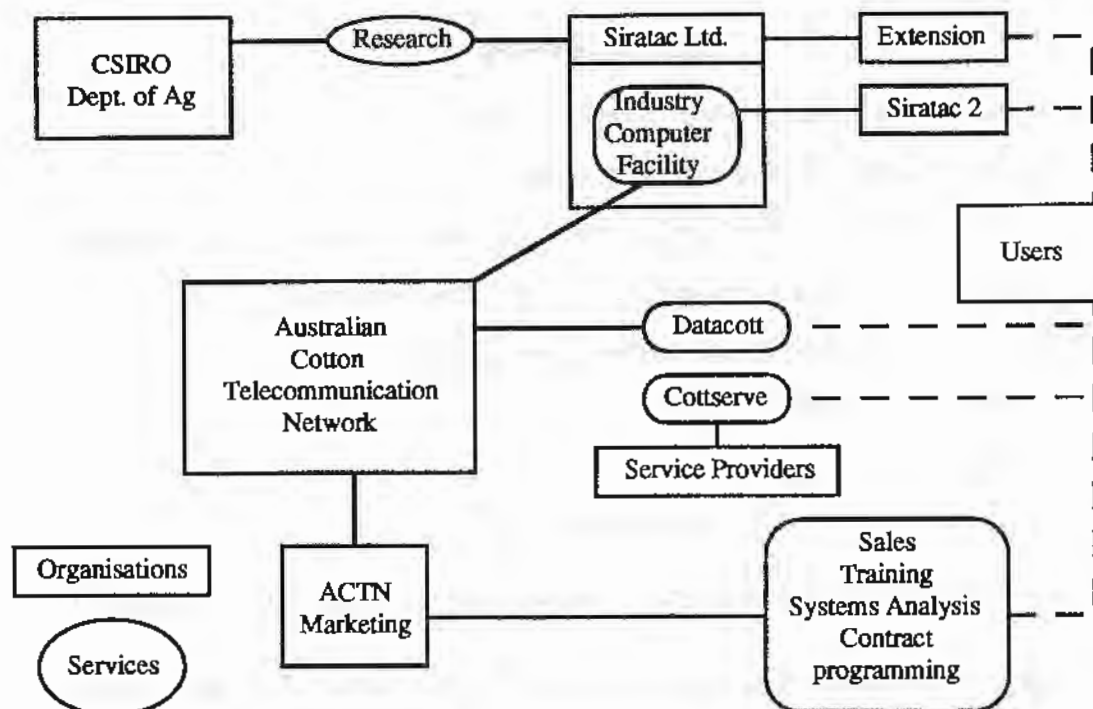 CSIRO
Dept. of Ag
Research
Siratac Ltd.
Extension
Industry
Computer
Facility
Siratac 2
Users
Australian
Cotton
Telecommunication
Network
Datacott
Cottserve
Service Providers
Organisations
Services
ACTN
Marketing
Sales
Training
Systems Analysis
Contract
programming